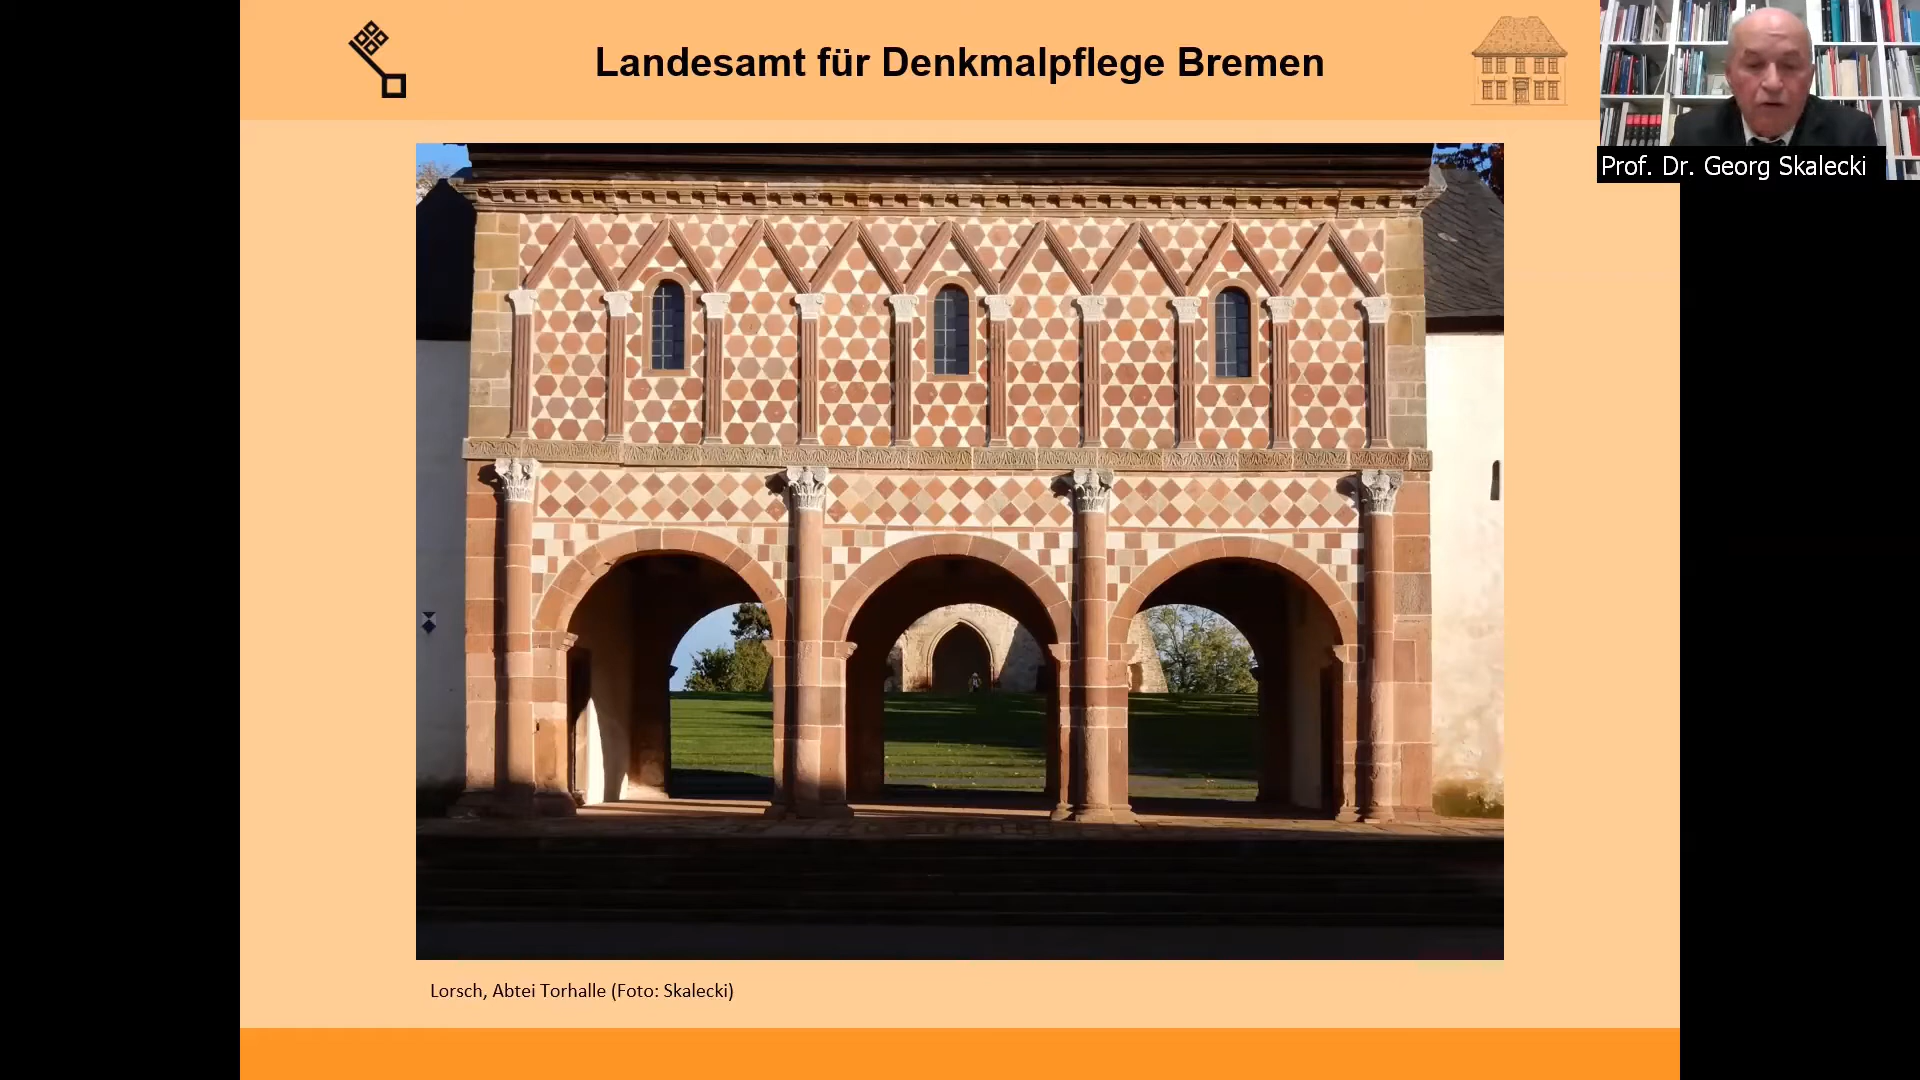 Landesamt für Denkmalpflege Bremen
Prof. Dr. Georg Skalecki
Lorsch, Abtei Torhalle (Foto: Skalecki)